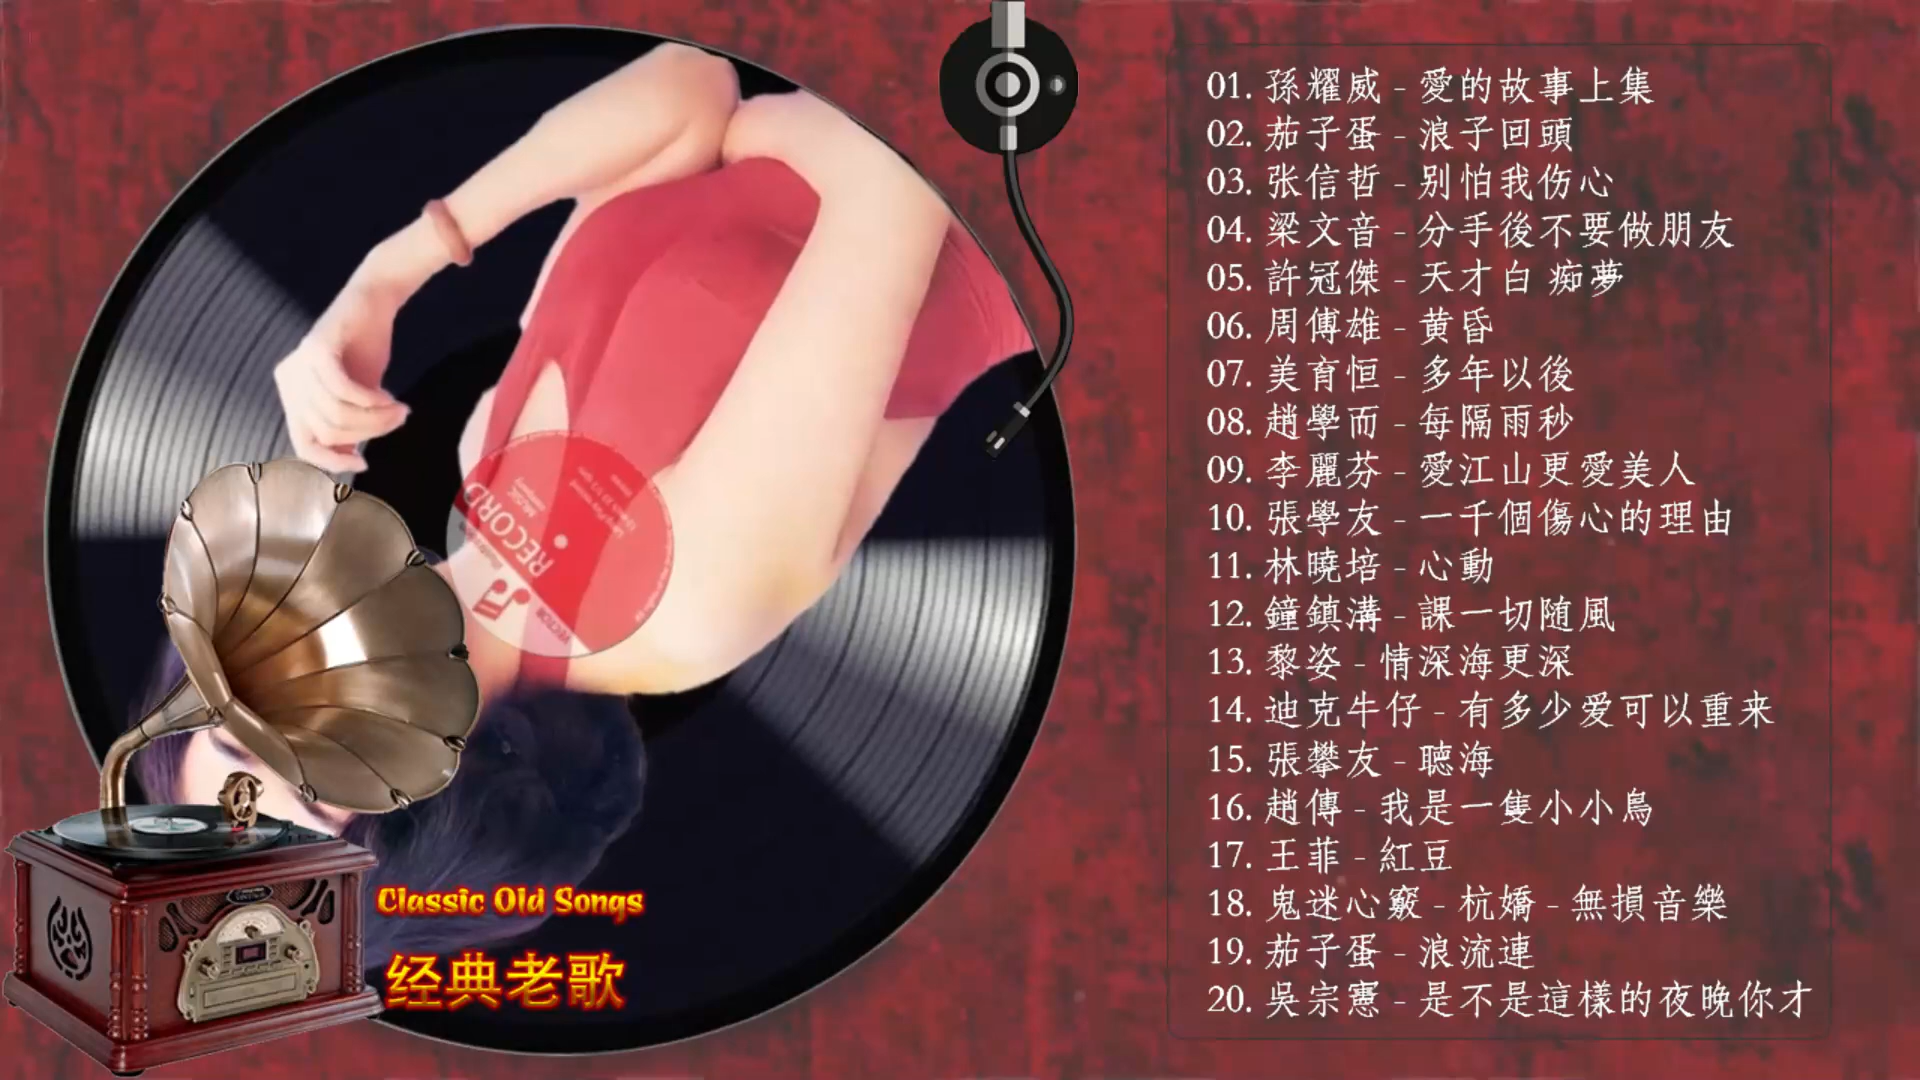 01. 孫耀威 - 愛的故事上集
02. 茄子蛋 - 浪子回頭
03. 张信哲 - 别怕我伤心
04. 梁文音 - 分手後不要做朋友
05. 許冠傑 - 天才白 痴夢
06. 周傅雄 - 黄昏
07. 美育恒 - 多年以後
08. 趙學而 - 每隔雨秒
09. 李麗芬 - 愛江山更愛美人
10. 張學友 - 一千個傷心的理由
11. 林曉培 - 心動
12. 鐘鎮溝 - 課一切随風
13. 黎姿 - 情深海更深
14. 迪克牛仔 - 有多少爱可以重来
15. 張攀友 - 聴海
16. 趙傳 - 我是一隻小小鳥
17. 王菲 - 紅豆
18. 鬼迷心竅 - 杭嬌 - 無損音樂
19. 茄子蛋 - 浪流連
20. 吳宗憲 - 是不是這樣的夜晚你才
RECORD
MUSIC
VECTOR
Classic Old Songs
经典老歌